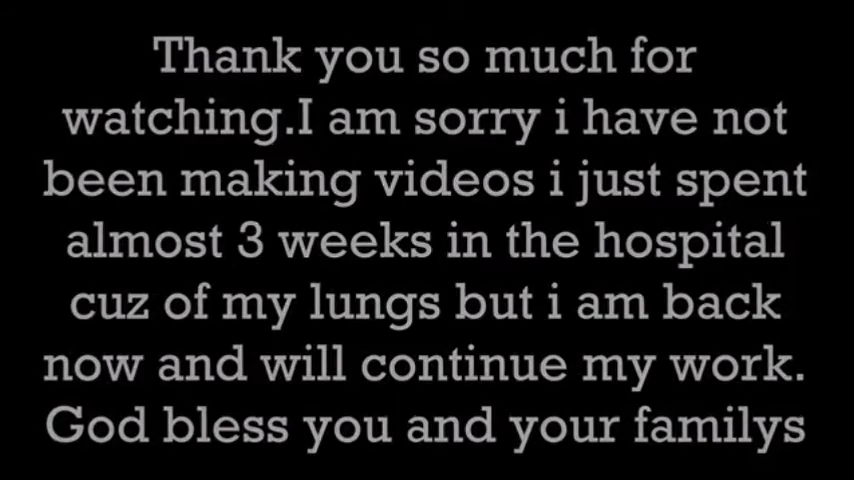 Thank you so much for
watching.I am sorry i have not
been making videos i just spent
almost 3 weeks in the hospital
cuz of my lungs but i am back
now and will continue my work.
God bless you and your familys